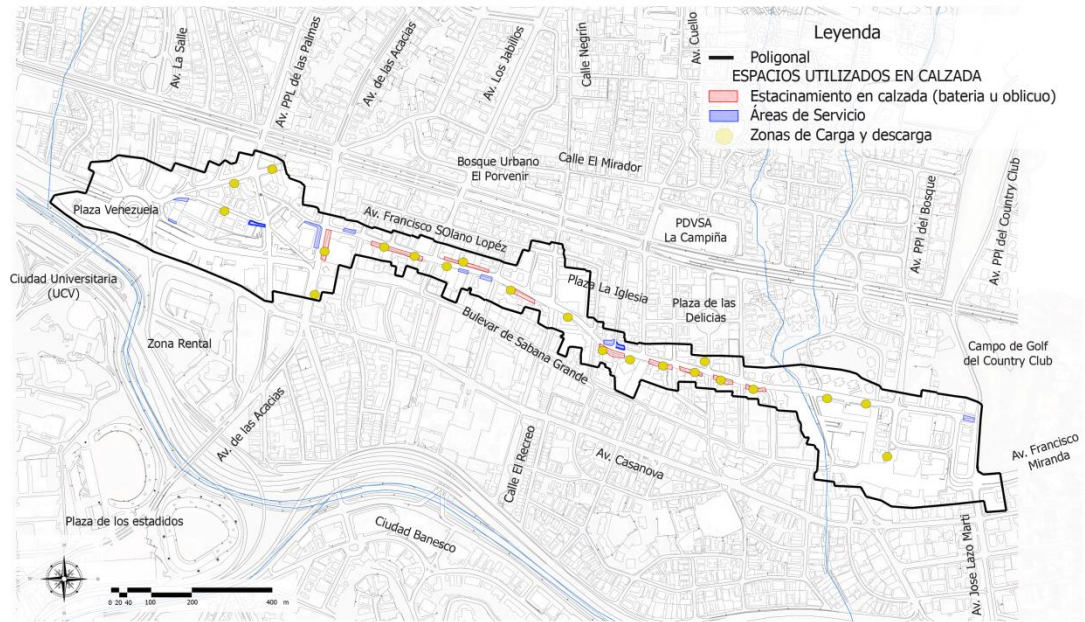 Leyenda
Poligonal
ESPACIOS UTILIZADOS EN CALZADA
Estacinamiento en calzada (bateria u oblicuo)
Áreas de Servicio
Zonas de Carga y descarga
Av. La Salle
Av. PPL de las Palmas
Av. de las Acacias
Av. Los Jabillos
Calle Negrín
Av. Cuello
Bosque Urbano
El Porvenir
Calle El Mirador
Plaza Venezuela
Av. Francisco SOlano Lopéz
PDVSA
La Campiña
Av. PPl del Bosque
Av. PPl del Country Club
Ciudad Universitaria
(UCV)
Plaza La Iglesia
Plaza de las
Delicias
Zona Rental
Bulevar de Sabana Grande
Campo de Golf
del Country Club
Av. de las Acacias
Calle El Recreo
Av. Casanova
Av. Francisco
Miranda
Plaza de los estadidos
Ciudad Banesco
Av. Jose Lazo Marti
0 20 40 100 200 400 m